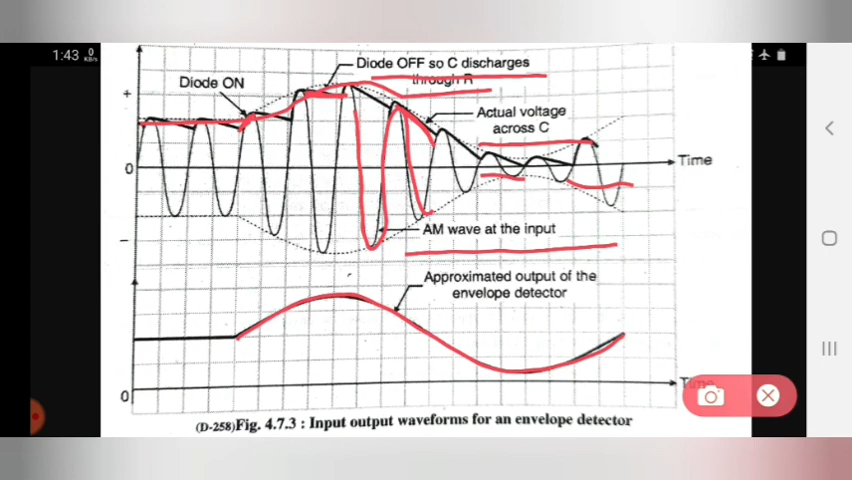 1:43 0
KB/s
Diode OFF so C discharges
through R
Diode ON
Actual voltage
across C
+
0
Time
–
AM wave at the input
Approximated output of the
envelope detector
0
Time
(D-258)Fig. 4.7.3 : Input output waveforms for an envelope detector